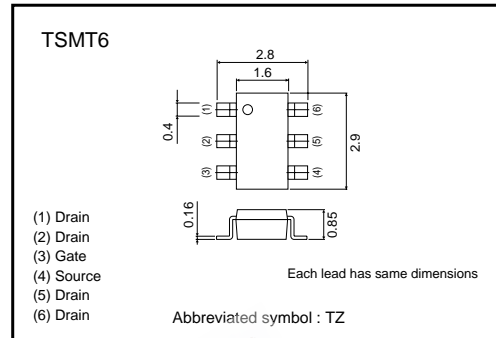 TSMT6
2.8
1.6
(1)
(6)
0.4
(2)
(5)
2.9
(3)
(4)
0.16
0.85
(1) Drain
(2) Drain
(3) Gate
(4) Source
(5) Drain
(6) Drain
Each lead has same dimensions
Abbreviated symbol : TZ